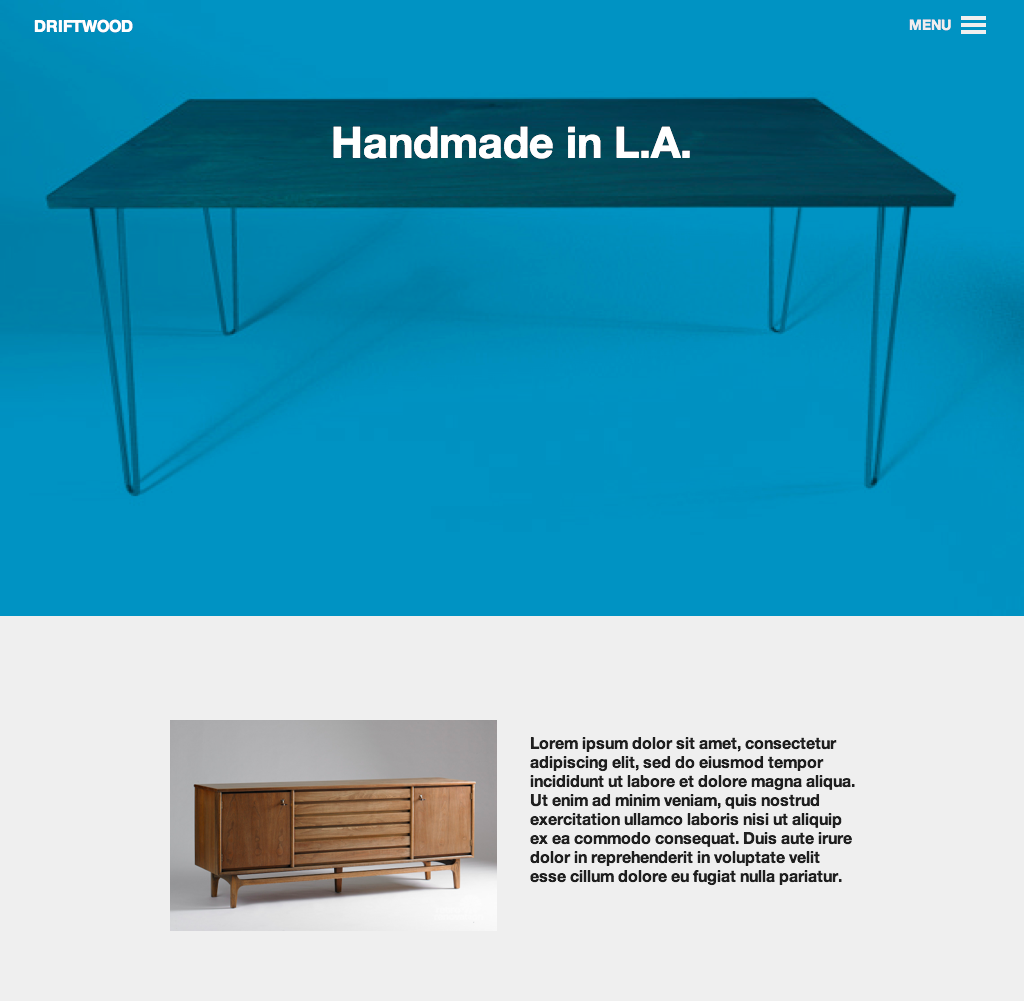 DRIFTWOOD
MENU
Handmade in L.A.
Lorem ipsum dolor sit amet, consectetur
adipiscing elit, sed do eiusmod tempor
incididunt ut labore et dolore magna aliqua.
Ut enim ad minim veniam, quis nostrud
exercitation ullamco laboris nisi ut aliquip
ex ea commodo consequat. Duis aute irure
dolor in reprehenderit in voluptate velit
esse cillum dolore eu fugiat nulla pariatur.